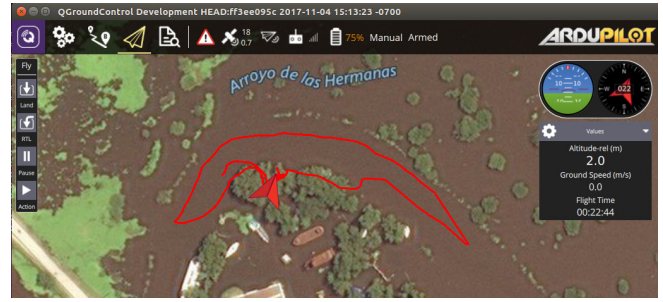 QGroundControl Development HEAD:ff3ee095c 2017-11-04 15:13:23 -0700
18
0.7
75% Manual Armed
ARDUPILOT
Fly
Land
RTL
Pause
Action
Arroyo de las Hermanas
10 10
N
W 022 E
S
Values
Altitude-rel (m)
2.0
Ground Speed (m/s)
0.0
Flight Time
00:22:44